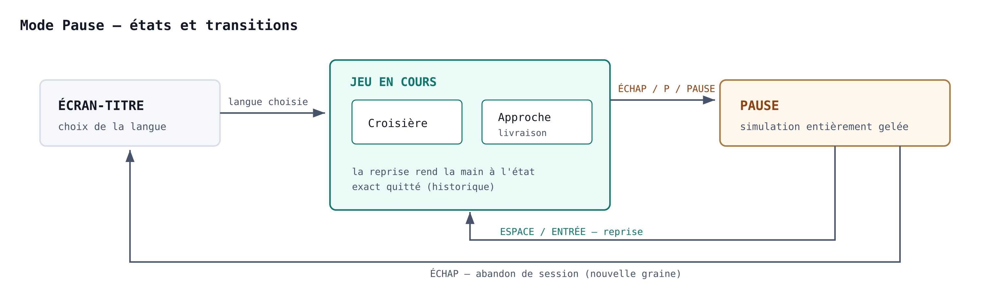 Mode Pause — états et transitions
ÉCRAN-TITRE
choix de la langue
langue choisie
JEU EN COURS
Croisière
Approche
livraison
la reprise rend la main à l'état
exact quitté (historique)
ÉCHAP / P / PAUSE
PAUSE
simulation entièrement gelée
ESPACE / ENTRÉE — reprise
ÉCHAP — abandon de session (nouvelle graine)